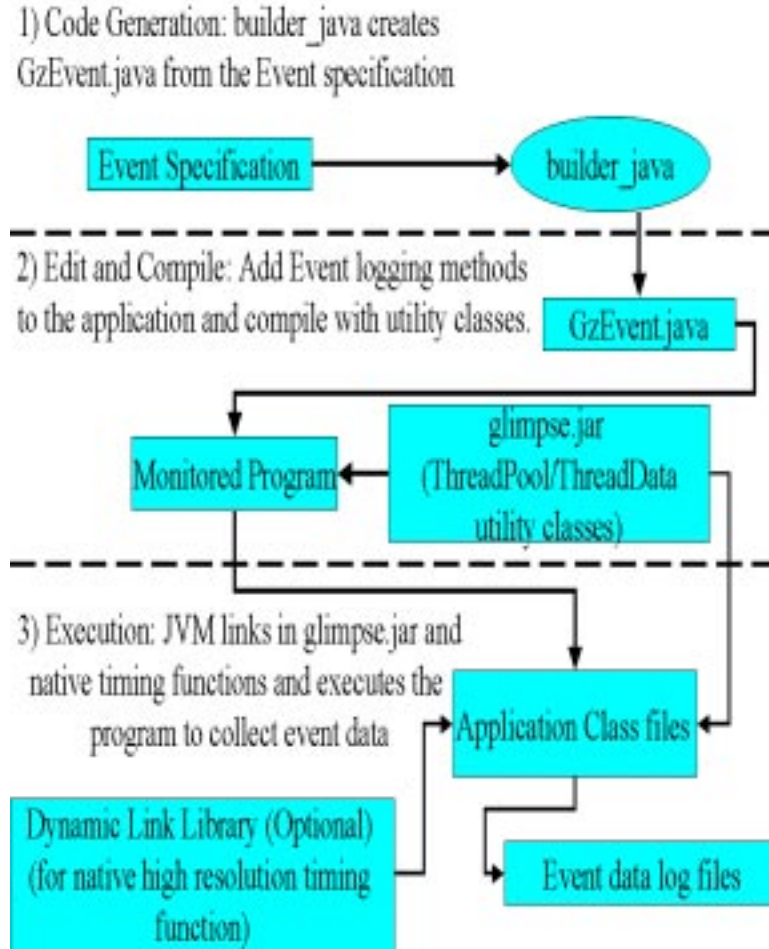 1) Code Generation: builder_java creates
GzEvent.java from the Event specification
Event Specification
builder_java
2) Edit and Compile: Add Event logging methods
to the application and compile with utility classes.
GzEvent.java
Monitored Program
glimpse.jar
(ThreadPool/ThreadData
utility classes)
3) Execution: JVM links in glimpse.jar and
native timing functions and executes the
program to collect event data
Application Class files
Dynamic Link Library (Optional)
(for native high resolution timing
function)
Event data log files